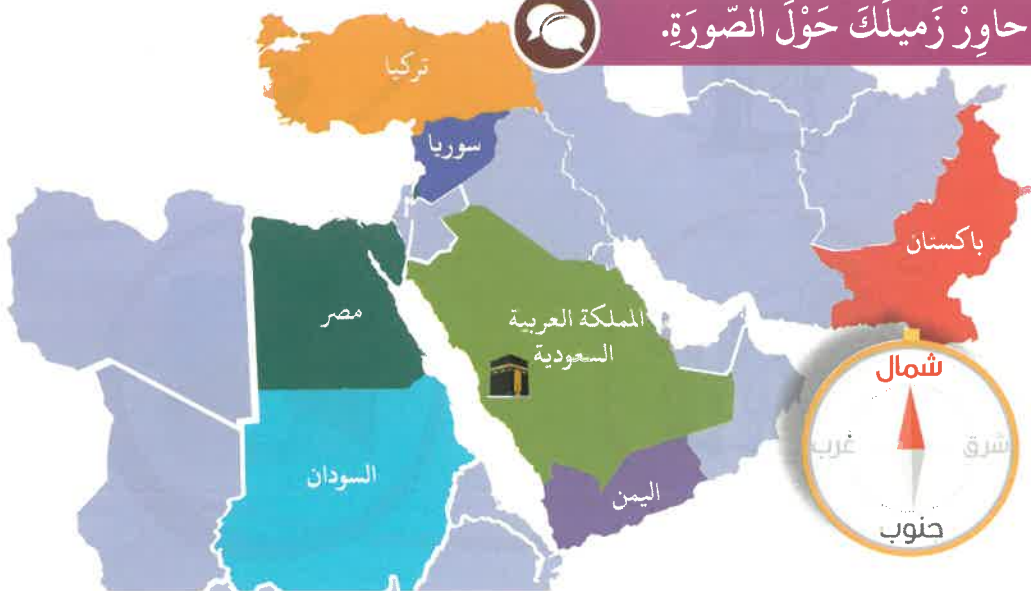 حاوِرْ زَميلَكَ حَوْلَ الصّورَةِ.
تركيا
سوريا
باكستان
مصر
المملكة العربية
السعودية
السودان
اليمن
شمال
شرق
غرب
جنوب